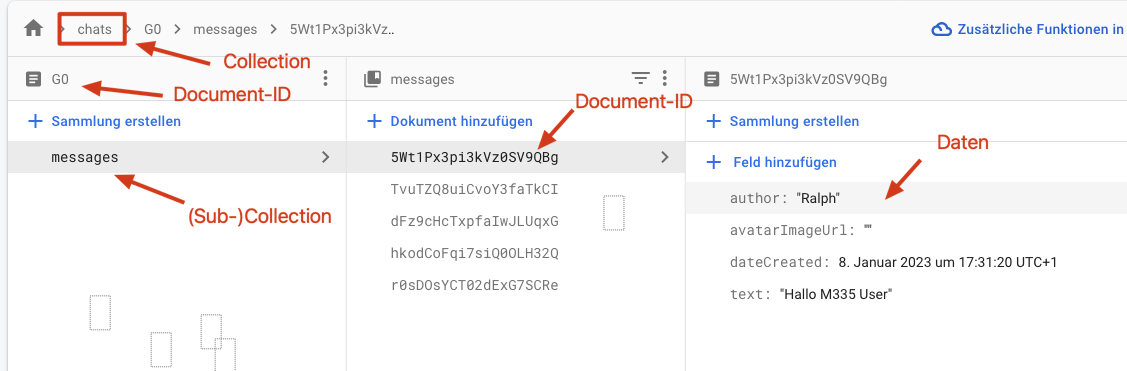 chats > G0 > messages > 5Wt1Px3pi3kVz..
Zusätzliche Funktionen in
Collection
G0
messages
5Wt1Px3pi3kVz0SV9QBg
Document-ID
Document-ID
+ Sammlung erstellen
+ Dokument hinzufügen
+ Sammlung erstellen
Daten
messages
5Wt1Px3pi3kVz0SV9QBg
+ Feld hinzufügen
TvuTZQ8uiCvoY3faTkCI
author: "Ralph"
(Sub-)Collection
dFz9cHcTxpfaIwJLUqxG
avatarImageUrl: ""
hkodCoFqi7siQ0OLH32Q
dateCreated: 8. Januar 2023 um 17:31:20 UTC+1
r0sDOsYCT02dExG7SCRe
text: "Hallo M335 User"